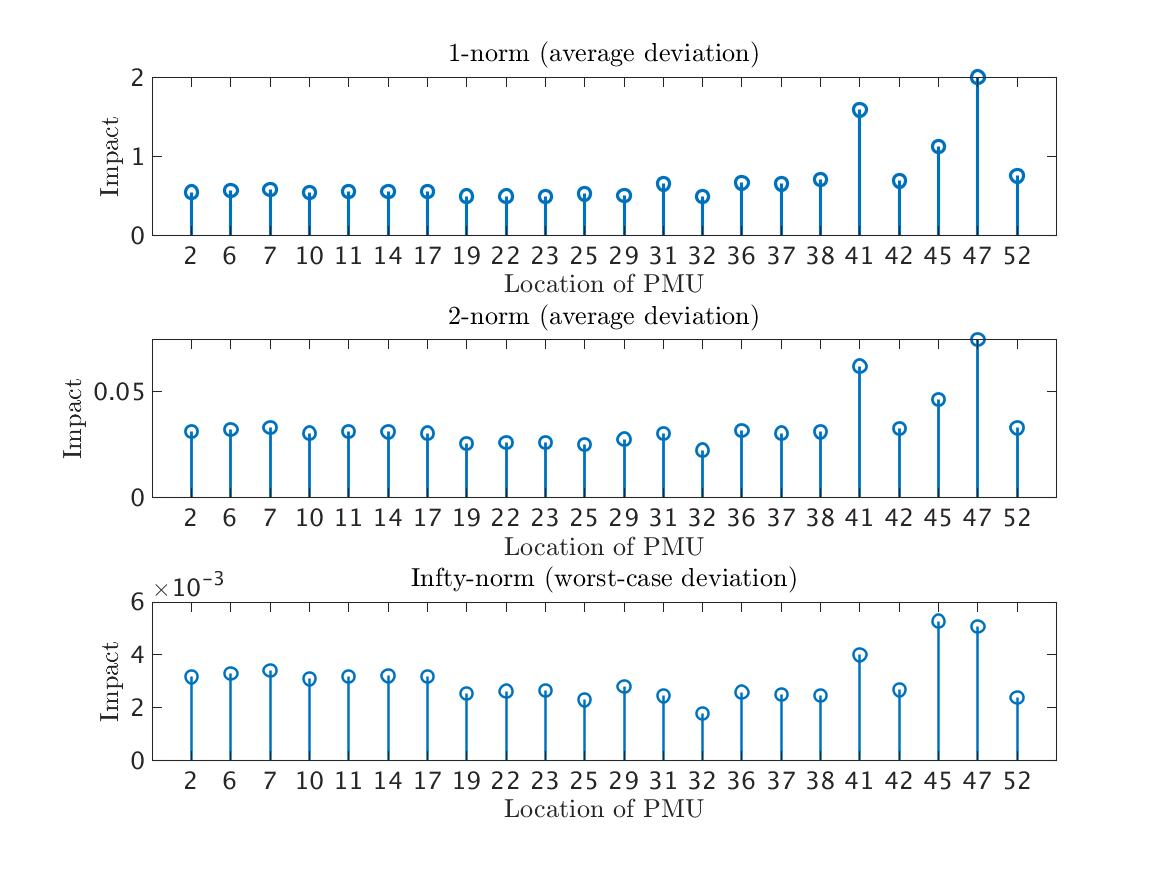 1-norm (average deviation)
2
1
0
Impact
2 6 7 10 11 14 17 19 22 23 25 29 31 32 36 37 38 41 42 45 47 52
Location of PMU
2-norm (average deviation)
0.05
0
Impact
2 6 7 10 11 14 17 19 22 23 25 29 31 32 36 37 38 41 42 45 47 52
Location of PMU
Infty-norm (worst-case deviation)
×10⁻³
6
4
2
0
Impact
2 6 7 10 11 14 17 19 22 23 25 29 31 32 36 37 38 41 42 45 47 52
Location of PMU